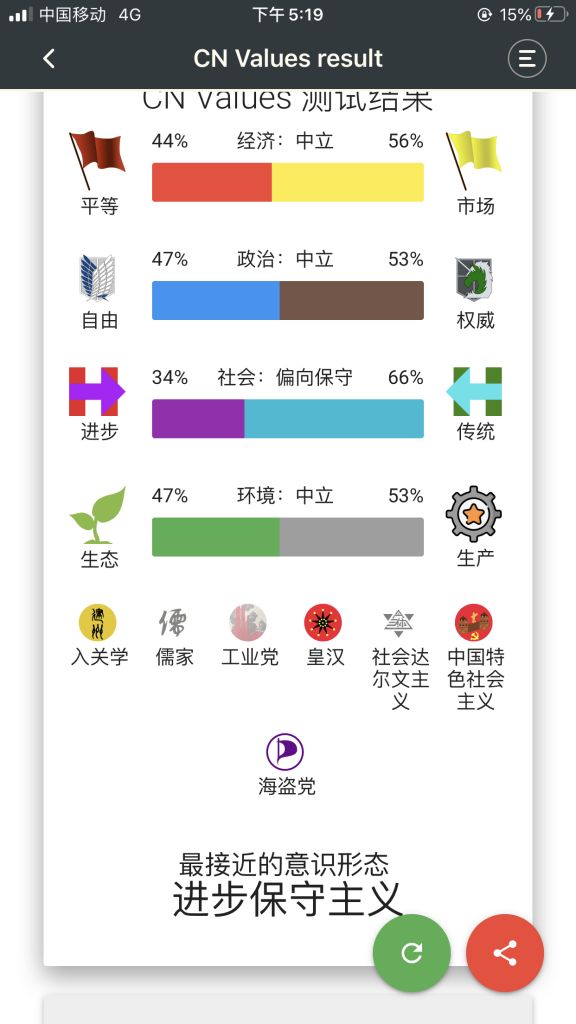 中国移动 4G 下午5:19 15%
CN Values result
CN Values 测试结果
44% 经济：中立 56%
平等 市场
47% 政治：中立 53%
自由 权威
34% 社会：偏向保守 66%
进步 传统
47% 环境：中立 53%
生态 生产
建州 儒
入关学 儒家 工业党 皇汉 社会达 中国特
尔文主 色社会
义 主义
海盗党
最接近的意识形态
进步保守主义